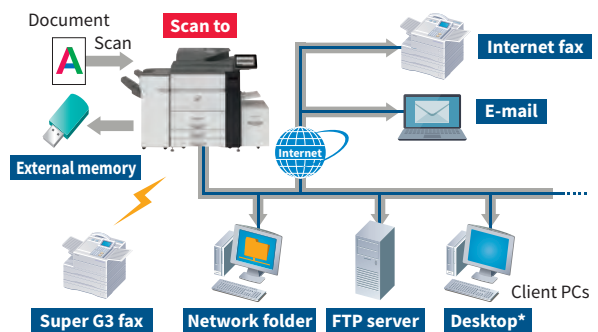 Document
Scan
A
Scan to
Internet fax
E-mail
External memory
Internet
Super G3 fax
Network folder
FTP server
Desktop*
Client PCs